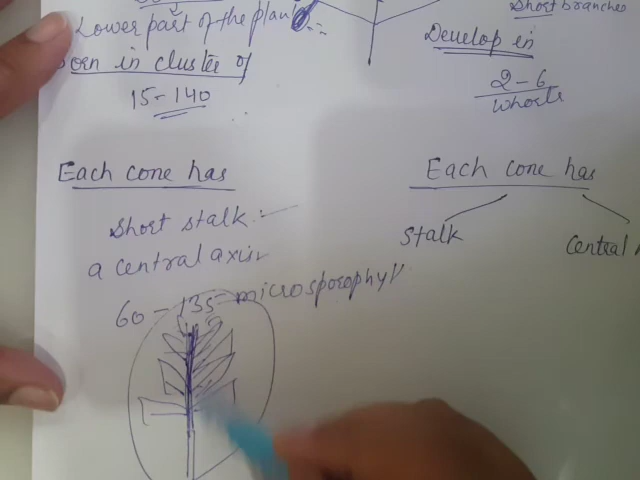 Lower part of the plant
Born in cluster of
15-140
Short branches
Develop in
2-6
Whorls
Each cone has
Short stalk
a central axis
60-135 microsporophyll
Each cone has
Stalk
Central